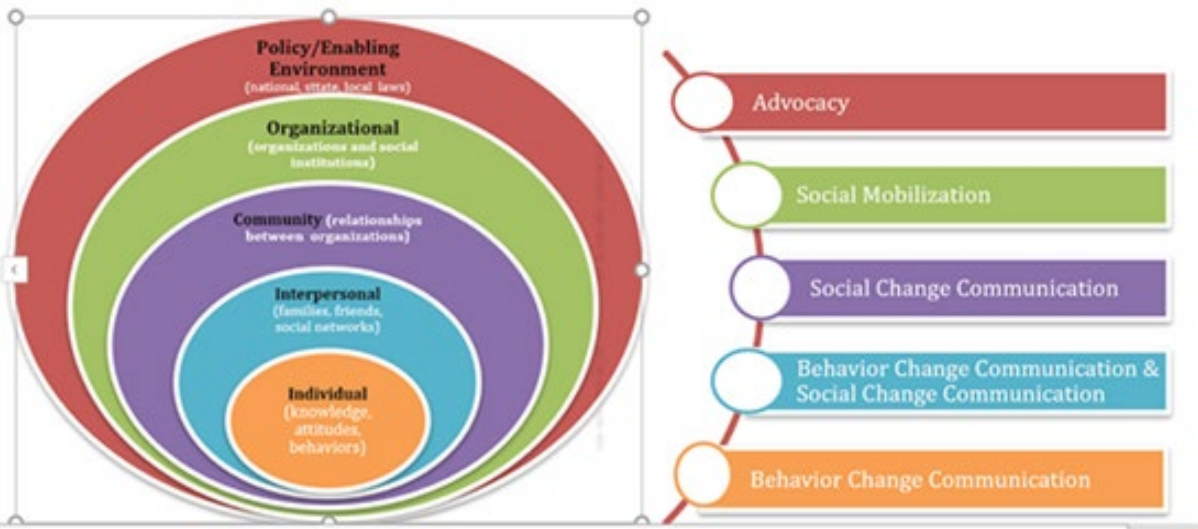 Policy/Enabling
Environment
(national, sttate, local laws)
Organizational
(organizations and social
institutions)
Community (relationships
between organizations)
Interpersonal
(families, friends,
social networks)
Individual
(knowledge,
attitudes,
behaviors)
Advocacy
Social Mobilization
Social Change Communication
Behavior Change Communication &
Social Change Communication
Behavior Change Communication